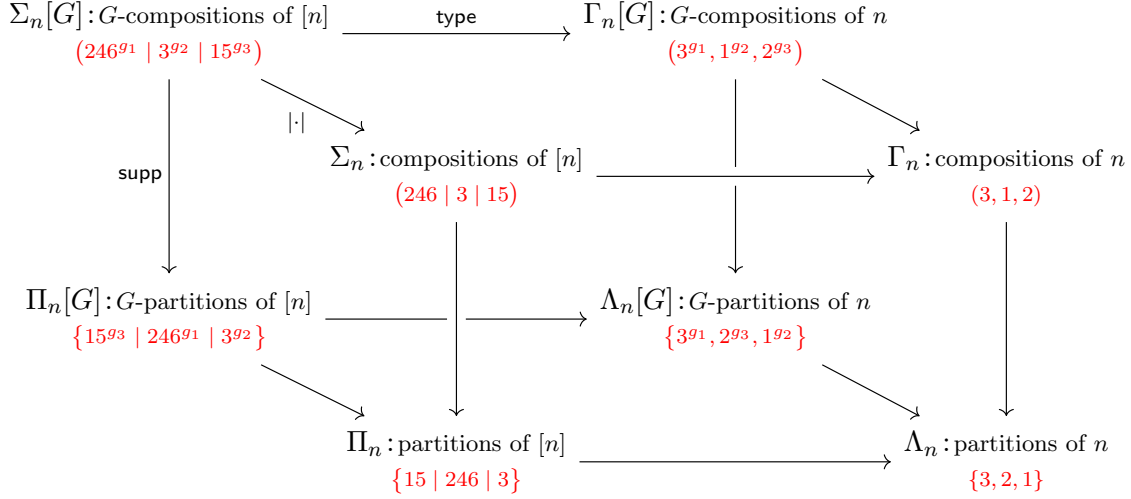 Σₙ[G]: G-compositions of [n]
(246^{g₁} | 3^{g₂} | 15^{g₃})
type
Γₙ[G]: G-compositions of n
(3^{g₁}, 1^{g₂}, 2^{g₃})
|·|
supp
Σₙ: compositions of [n]
(246 | 3 | 15)
Γₙ: compositions of n
(3, 1, 2)
Πₙ[G]: G-partitions of [n]
{15^{g₃} | 246^{g₁} | 3^{g₂}}
Λₙ[G]: G-partitions of n
{3^{g₁}, 2^{g₃}, 1^{g₂}}
Πₙ: partitions of [n]
{15 | 246 | 3}
Λₙ: partitions of n
{3, 2, 1}